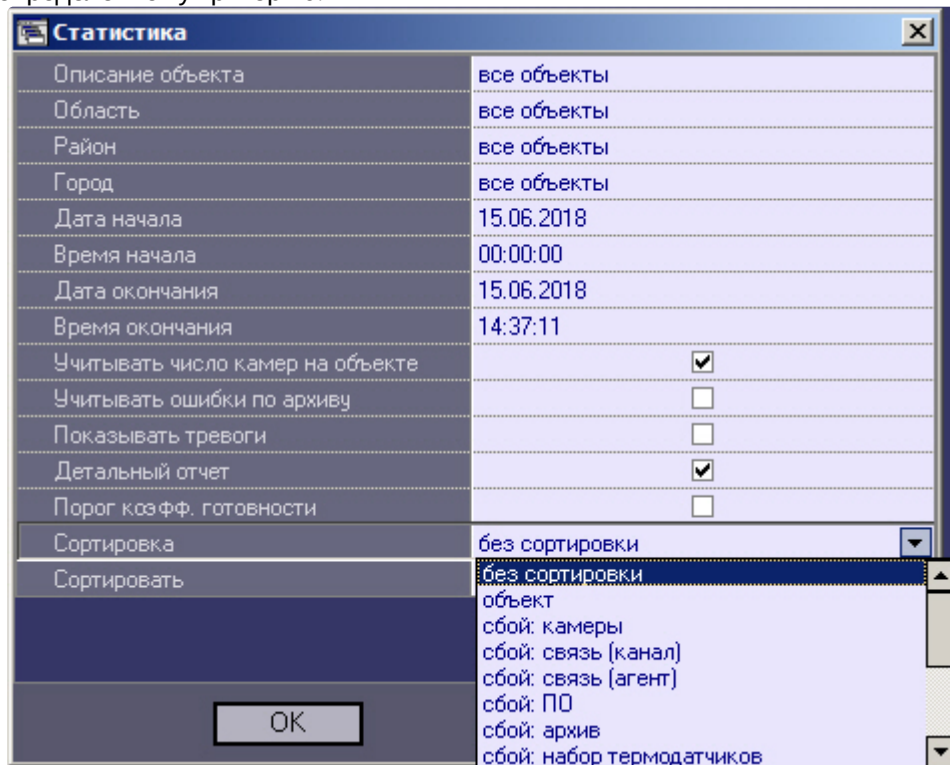 Статистика
Описание объекта все объекты
Область все объекты
Район все объекты
Город все объекты
Дата начала 15.06.2018
Время начала 00:00:00
Дата окончания 15.06.2018
Время окончания 14:37:11
Учитывать число камер на объекте
Учитывать ошибки по архиву
Показывать тревоги
Детальный отчет
Порог коэфф. готовности
Сортировка без сортировки
Сортировать без сортировки
объект
сбой: камеры
сбой: связь (канал)
сбой: связь (агент)
сбой: ПО
OK
сбой: архив
сбой: набор термодатчиков